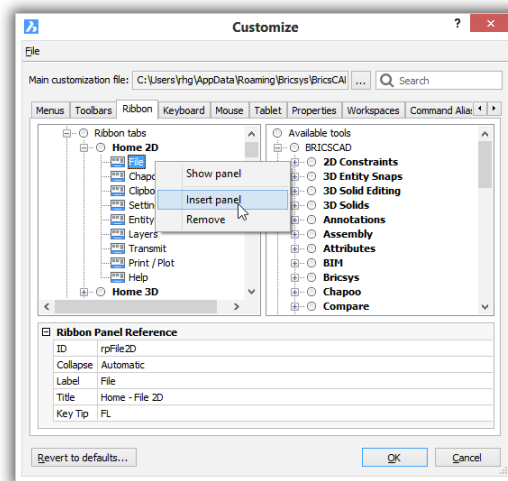 Customize
?
File
Main customization file: C:\Users\rhg\AppData\Roaming\Bricsys\BricsCAI ... Search
Menus Toolbars Ribbon Keyboard Mouse Tablet Properties Workspaces Command Alias
Ribbon tabs
Home 2D
File
Chapo
Clipbo
Settin
Entity
Layers
Transmit
Print / Plot
Help
Home 3D
Show panel
Insert panel
Remove
Available tools
BRICSCAD
2D Constraints
3D Entity Snaps
3D Solid Editing
3D Solids
Annotations
Assembly
Attributes
BIM
Bricsys
Chapoo
Compare
Ribbon Panel Reference
ID rpFile2D
Collapse Automatic
Label File
Title Home - File 2D
Key Tip FL
Revert to defaults...
OK
Cancel